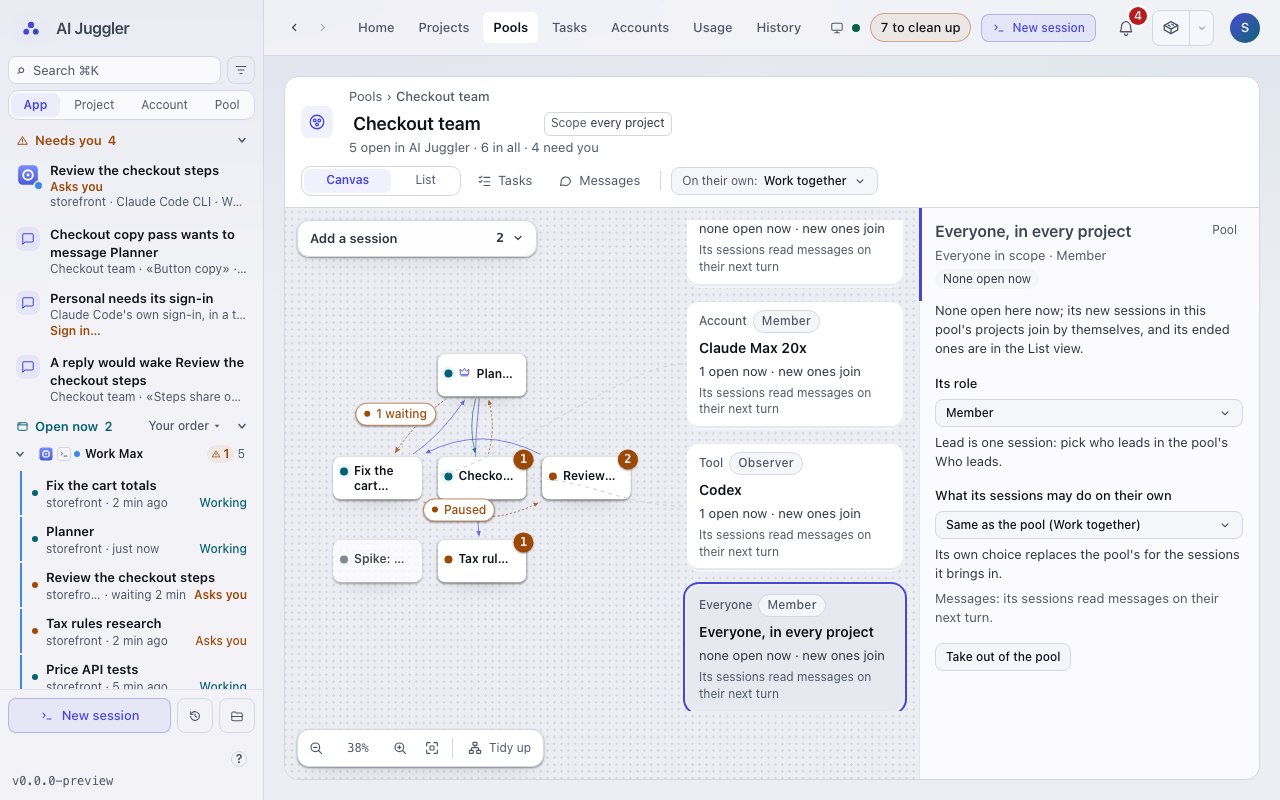 AI Juggler
Search ⌘K
App
Project
Account
Pool
Needs you 4
Review the checkout steps
Asks you
storefront · Claude Code CLI · W…
Checkout copy pass wants to
message Planner
Checkout team · «Button copy» ·…
Personal needs its sign-in
Claude Code's own sign-in, in a t…
Sign in…
A reply would wake Review the
checkout steps
Checkout team · «Steps share o…
Open now 2
Your order
Work Max
1
5
Fix the cart totals
storefront · 2 min ago
Working
Planner
storefront · just now
Working
Review the checkout steps
storefro… · waiting 2 min
Asks you
Tax rules research
storefront · 2 min ago
Asks you
Price API tests
storefront · 5 min ago
Working
New session
?
v0.0.0-preview
Home
Projects
Pools
Tasks
Accounts
Usage
History
7 to clean up
New session
4
S
Pools › Checkout team
Checkout team
Scope every project
5 open in AI Juggler · 6 in all · 4 need you
Canvas
List
Tasks
Messages
On their own: Work together
Add a session
2
Plan…
1 waiting
Fix the
cart…
Checko…
1
Review…
2
Paused
Spike: …
Tax rul…
1
38%
Tidy up
none open now · new ones join
Its sessions read messages on
their next turn
Account
Member
Claude Max 20x
1 open now · new ones join
Its sessions read messages on
their next turn
Tool
Observer
Codex
1 open now · new ones join
Its sessions read messages on
their next turn
Everyone
Member
Everyone, in every project
none open now · new ones join
Its sessions read messages on
their next turn
Everyone, in every project
Pool
Everyone in scope · Member
None open now
None open here now; its new sessions in this
pool's projects join by themselves, and its ended
ones are in the List view.
Its role
Member
Lead is one session: pick who leads in the pool's
Who leads.
What its sessions may do on their own
Same as the pool (Work together)
Its own choice replaces the pool's for the sessions
it brings in.
Messages: its sessions read messages on their
next turn.
Take out of the pool